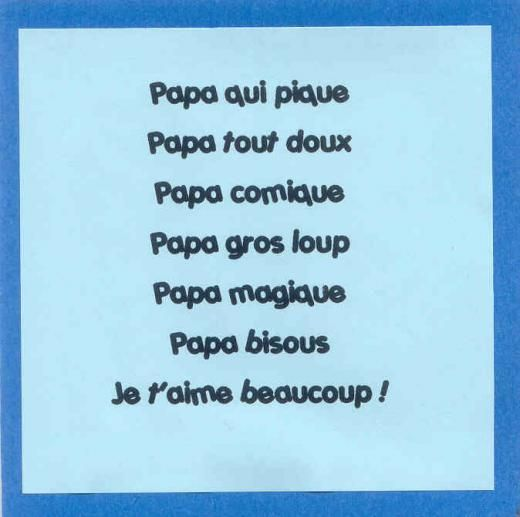 Papa qui pique
Papa tout doux
Papa comique
Papa gros loup
Papa magique
Papa bisous
Je t'aime beaucoup !